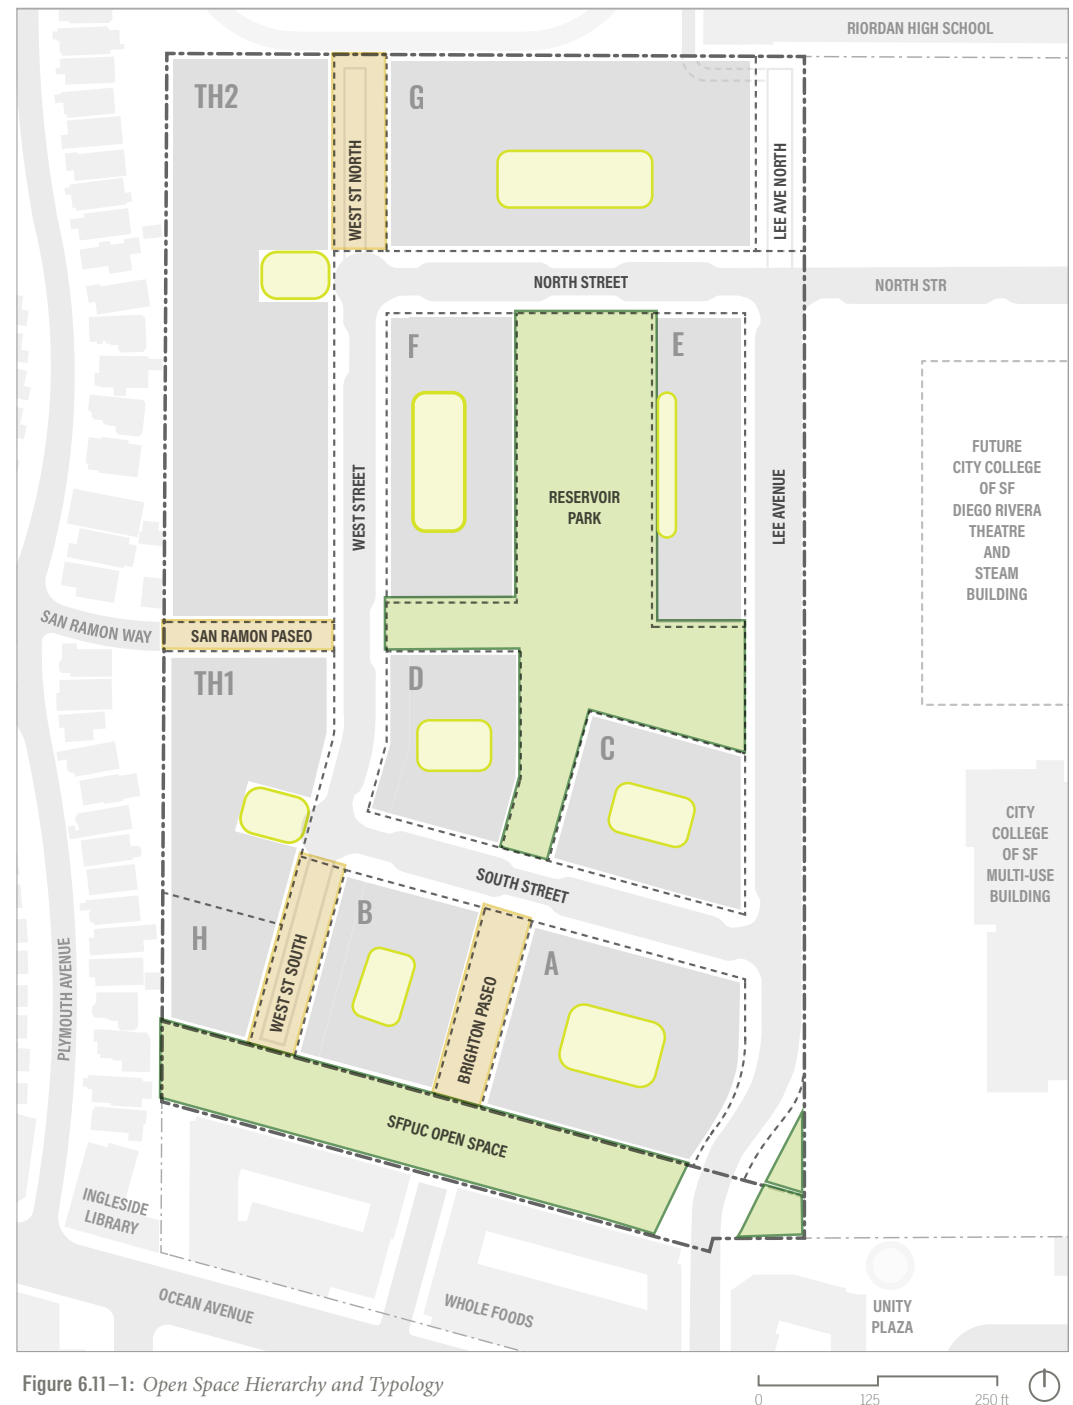 RIORDAN HIGH SCHOOL
TH2
G
WEST ST NORTH
LEE AVE NORTH
NORTH STREET
NORTH STR
F
E
RESERVOIR
PARK
WEST STREET
LEE AVENUE
FUTURE
CITY COLLEGE
OF SF
DIEGO RIVERA
THEATRE
AND
STEAM
BUILDING
SAN RAMON WAY
SAN RAMON PASEO
TH1
D
C
CITY
COLLEGE
OF SF
MULTI-USE
BUILDING
SOUTH STREET
H
B
A
WEST ST SOUTH
BRIGHTON PASEO
PLYMOUTH AVENUE
SFPUC OPEN SPACE
INGLESIDE
LIBRARY
OCEAN AVENUE
WHOLE FOODS
UNITY
PLAZA
Figure 6.11–1: Open Space Hierarchy and Typology
0 125 250 ft